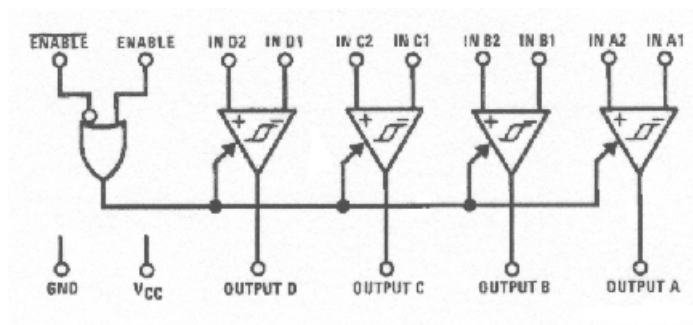 ENABLE ENABLE IN D2 IN D1 IN C2 IN C1 IN B2 IN B1 IN A2 IN A1
+ − + − + − + −
GND VCC OUTPUT D OUTPUT C OUTPUT B OUTPUT A